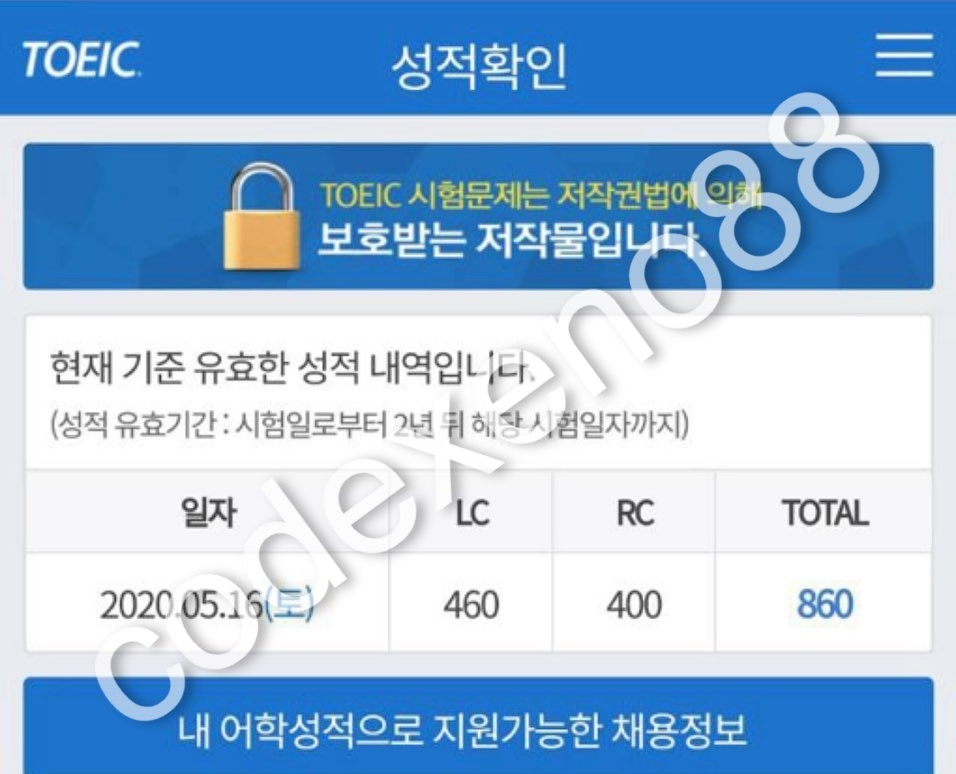 TOEIC
성적확인
TOEIC 시험문제는 저작권법에 의해
보호받는 저작물입니다.
현재 기준 유효한 성적 내역입니다.
(성적 유효기간 : 시험일로부터 2년 뒤 해당 시험일자까지)
일자 LC RC TOTAL
2020.05.16(토) 460 400 860
내 어학성적으로 지원가능한 채용정보
codexeno88